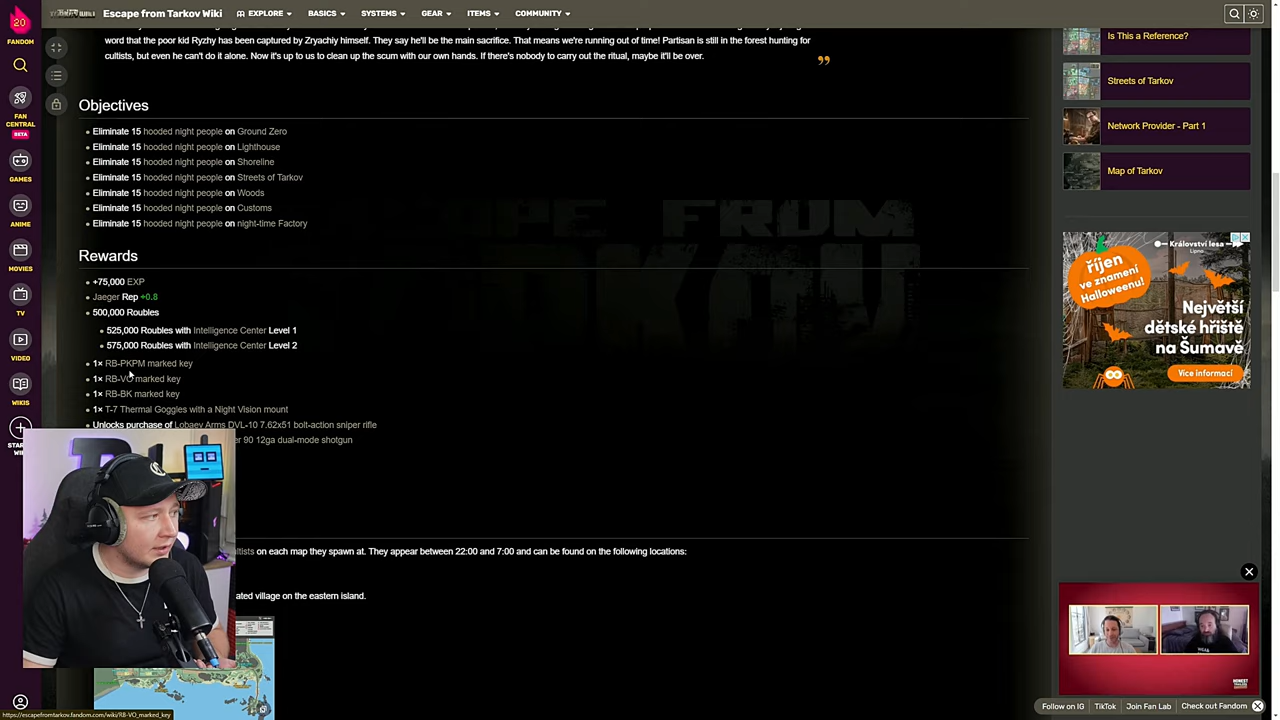 20
FANDOM
FAN
CENTRAL
BETA
GAMES
ANIME
MOVIES
TV
VIDEO
WIKIS
Escape from Tarkov Wiki
EXPLORE
BASICS
SYSTEMS
GEAR
ITEMS
COMMUNITY
word that the poor kid Ryzhy has been captured by Zryachiy himself. They say he'll be the main sacrifice. That means we're running out of time! Partisan is still in the forest hunting for
cultists, but even he can't do it alone. Now it's up to us to clean up the scum with our own hands. If there's nobody to carry out the ritual, maybe it'll be over.
Objectives
Eliminate 15 hooded night people on Ground Zero
Eliminate 15 hooded night people on Lighthouse
Eliminate 15 hooded night people on Shoreline
Eliminate 15 hooded night people on Streets of Tarkov
Eliminate 15 hooded night people on Woods
Eliminate 15 hooded night people on Customs
Eliminate 15 hooded night people on night-time Factory
Rewards
+75,000 EXP
Jaeger Rep +0.8
500,000 Roubles
525,000 Roubles with Intelligence Center Level 1
575,000 Roubles with Intelligence Center Level 2
1× RB-PKPM marked key
1× RB-VO marked key
1× RB-BK marked key
1× T-7 Thermal Goggles with a Night Vision mount
Unlocks purchase of Lobaev Arms DVL-10 7.62x51 bolt-action sniper rifle
90 12ga dual-mode shotgun
on each map they spawn at. They appear between 22:00 and 7:00 and can be found on the following locations:
village on the eastern island.
Is This a Reference?
Streets of Tarkov
Network Provider - Part 1
Map of Tarkov
říjen
ve znamení
Halloweenu!
Království lesa
Lipno
Největší
dětské hřiště
na Šumavě
Více informací
HONEST
Follow on IG
TikTok
Join Fan Lab
Check out Fandom
https://escapefromtarkov.fandom.com/wiki/RB-VO_marked_key